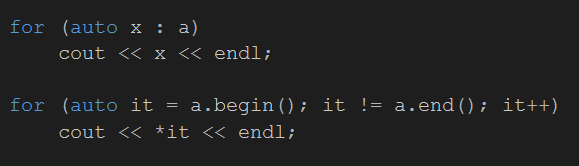 for (auto x : a)
    cout << x << endl;
for (auto it = a.begin(); it != a.end(); it++)
    cout << *it << endl;